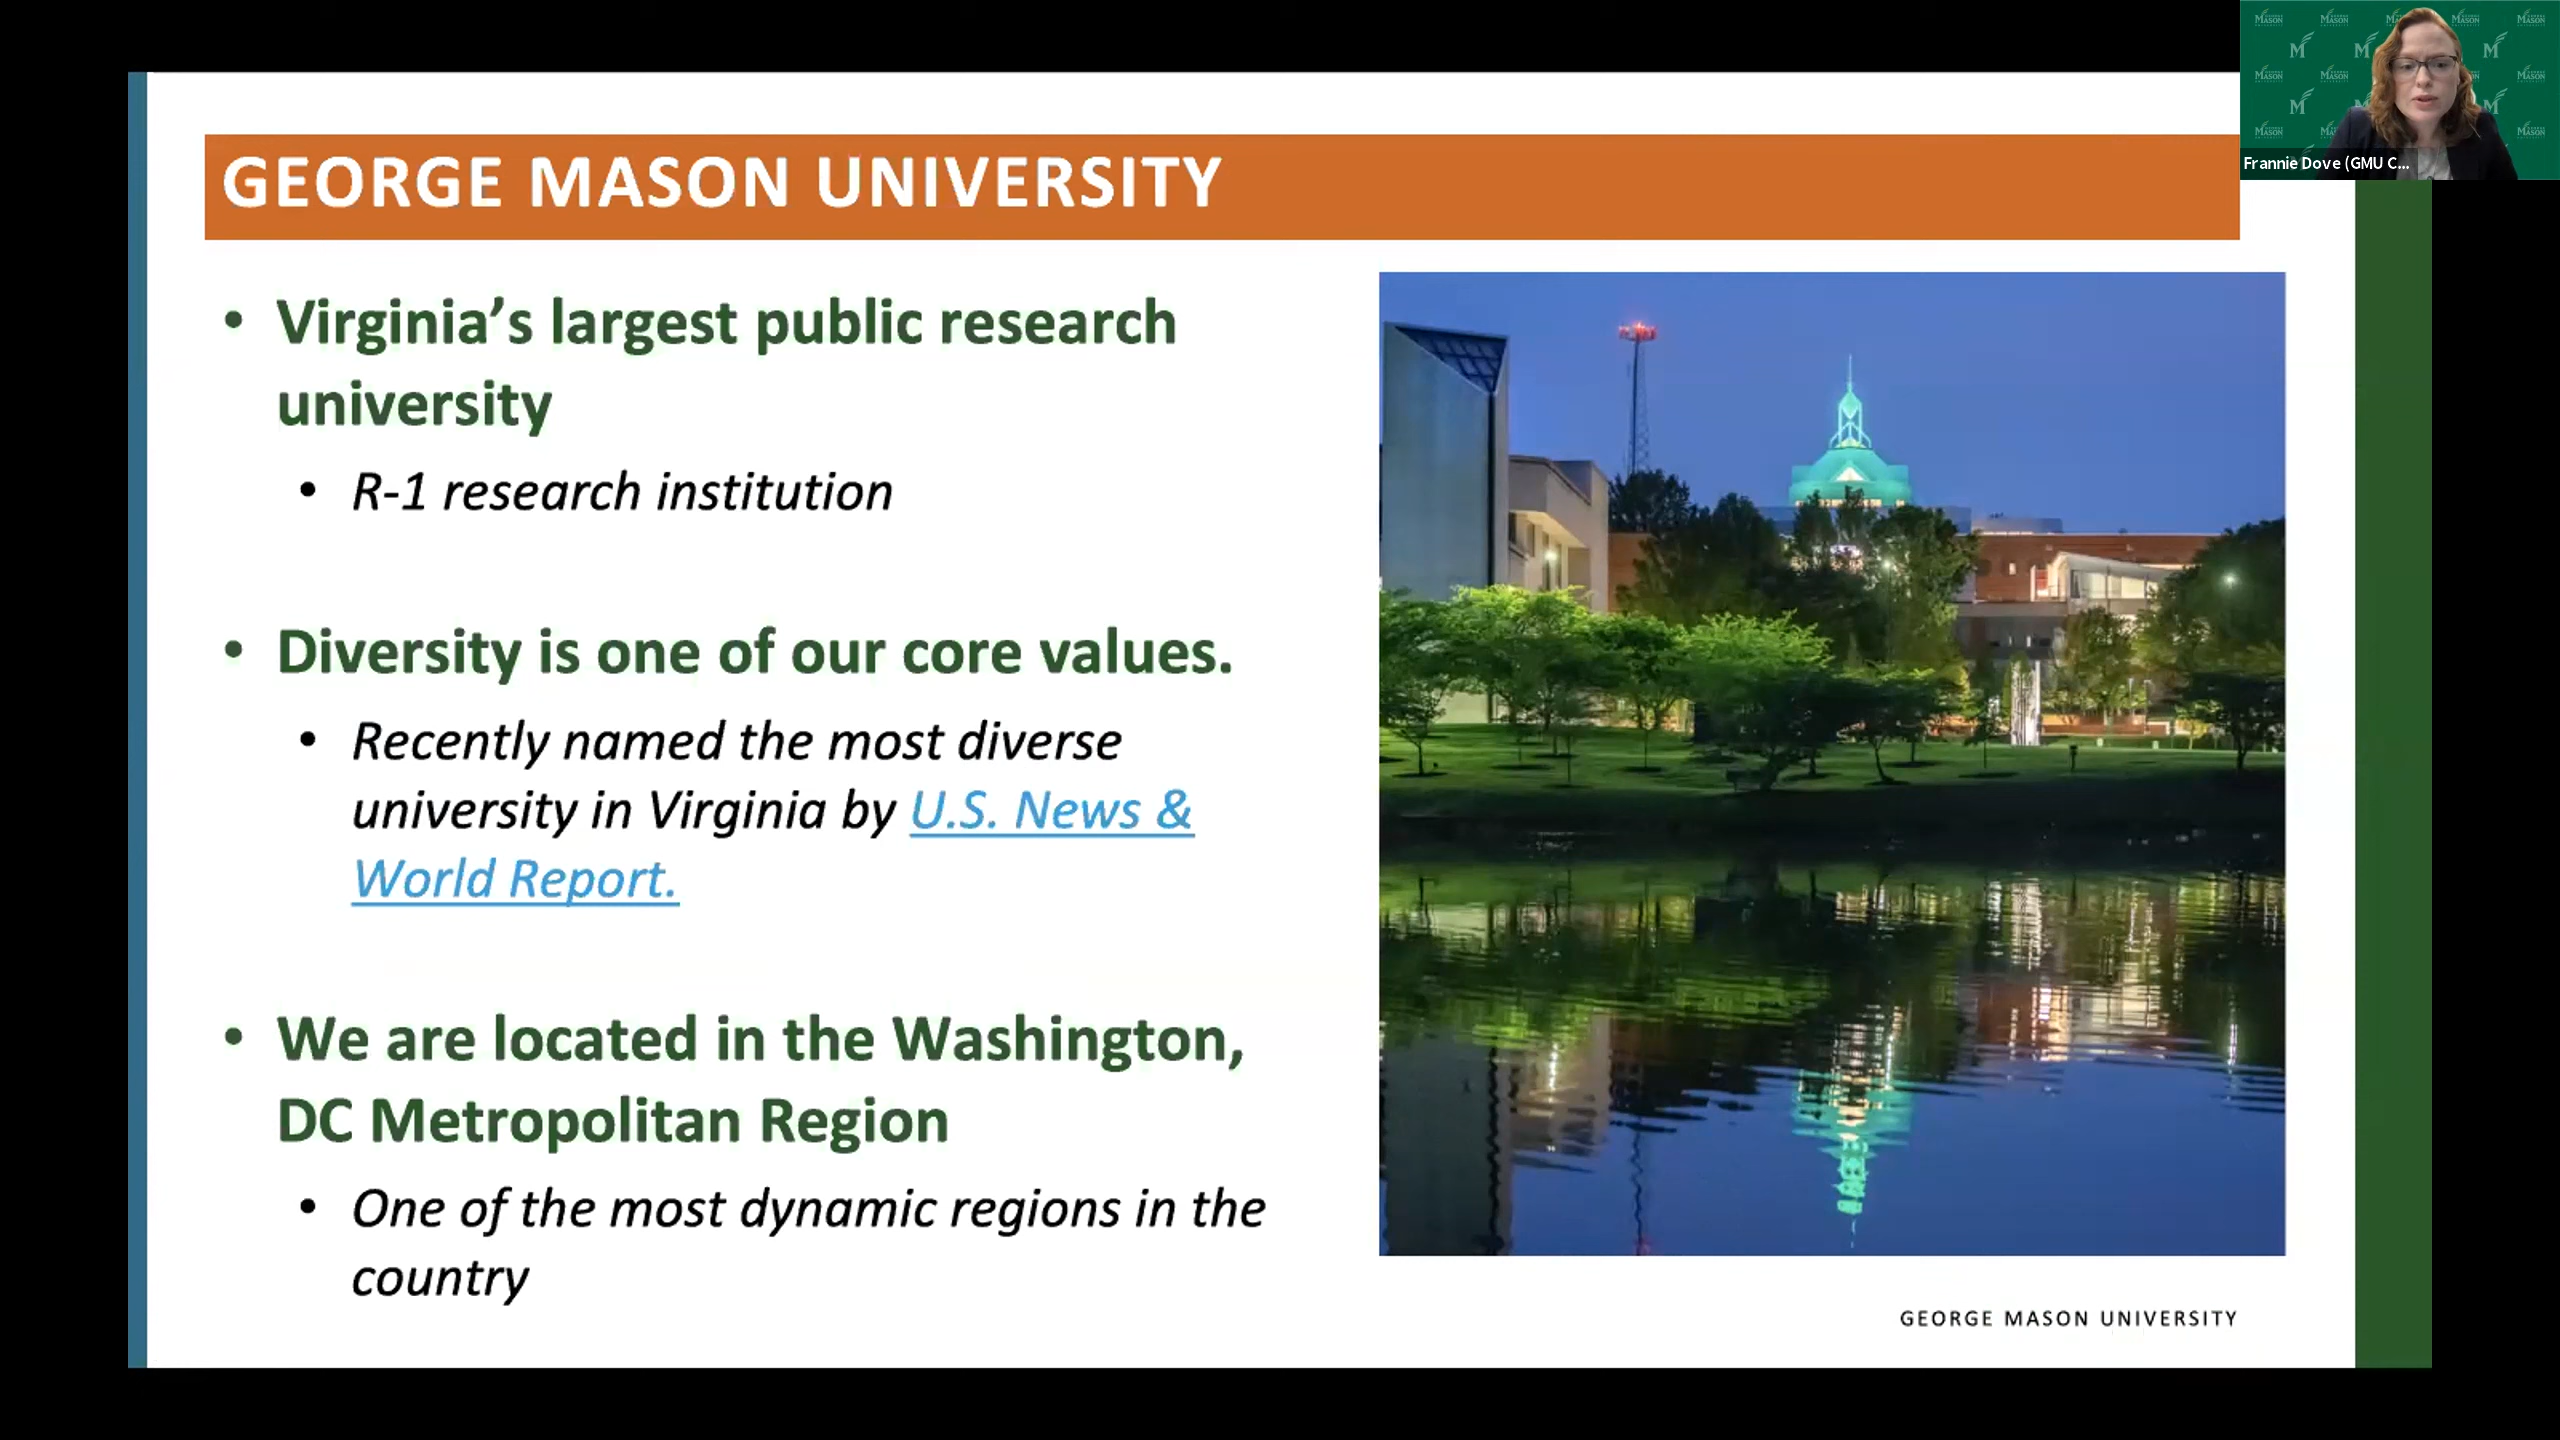 GEORGE MASON UNIVERSITY
• Virginia’s largest public research
university
• R-1 research institution
• Diversity is one of our core values.
• Recently named the most diverse
university in Virginia by U.S. News &
World Report.
• We are located in the Washington,
DC Metropolitan Region
• One of the most dynamic regions in the
country
GEORGE MASON UNIVERSITY
Frannie Dove (GMU C...